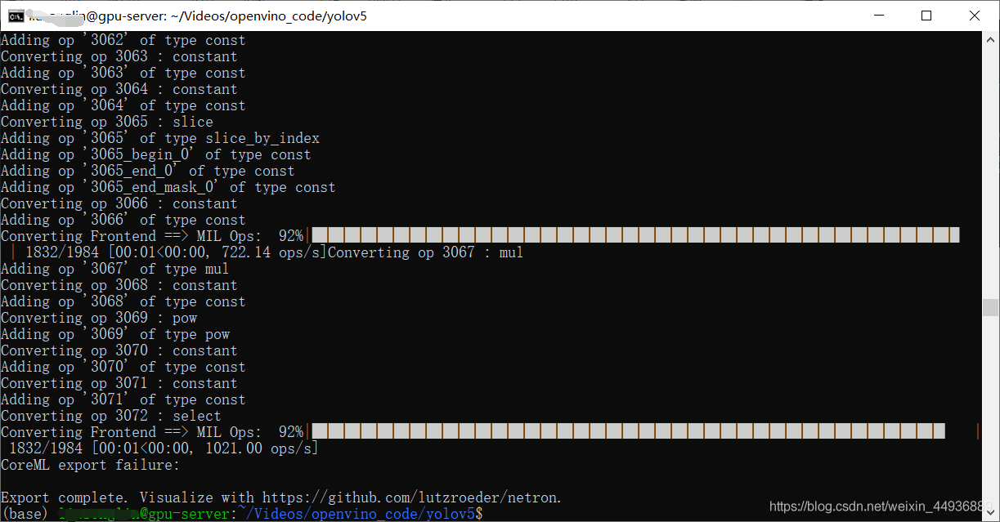 @gpu-server: ~/Videos/openvino_code/yolov5
Adding op '3062' of type const
Converting op 3063 : constant
Adding op '3063' of type const
Converting op 3064 : constant
Adding op '3064' of type const
Converting op 3065 : slice
Adding op '3065' of type slice_by_index
Adding op '3065_begin_0' of type const
Adding op '3065_end_0' of type const
Adding op '3065_end_mask_0' of type const
Converting op 3066 : constant
Adding op '3066' of type const
Converting Frontend ==> MIL Ops:  92%|
| 1832/1984 [00:01<00:00, 722.14 ops/s]Converting op 3067 : mul
Adding op '3067' of type mul
Converting op 3068 : constant
Adding op '3068' of type const
Converting op 3069 : pow
Adding op '3069' of type pow
Converting op 3070 : constant
Adding op '3070' of type const
Converting op 3071 : constant
Adding op '3071' of type const
Converting op 3072 : select
Converting Frontend ==> MIL Ops:  92%| |
1832/1984 [00:01<00:00, 1021.00 ops/s]
CoreML export failure:
Export complete. Visualize with https://github.com/lutzroeder/netron.
(base) @gpu-server:~/Videos/openvino_code/yolov5$